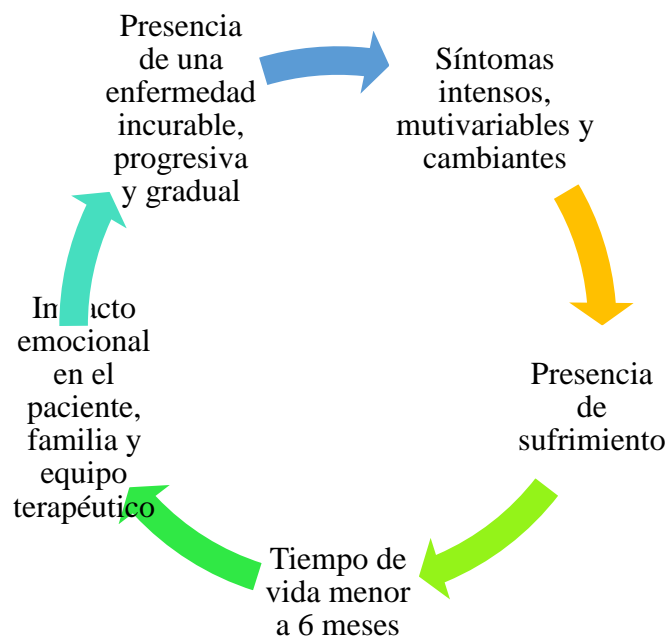 Presencia
de una
enfermedad
incurable,
progresiva
y gradual
Síntomas
intensos,
mutivariables y
cambiantes
Presencia
de
sufrimiento
Tiempo de
vida menor
a 6 meses
Impacto
emocional
en el
paciente,
familia y
equipo
terapéutico